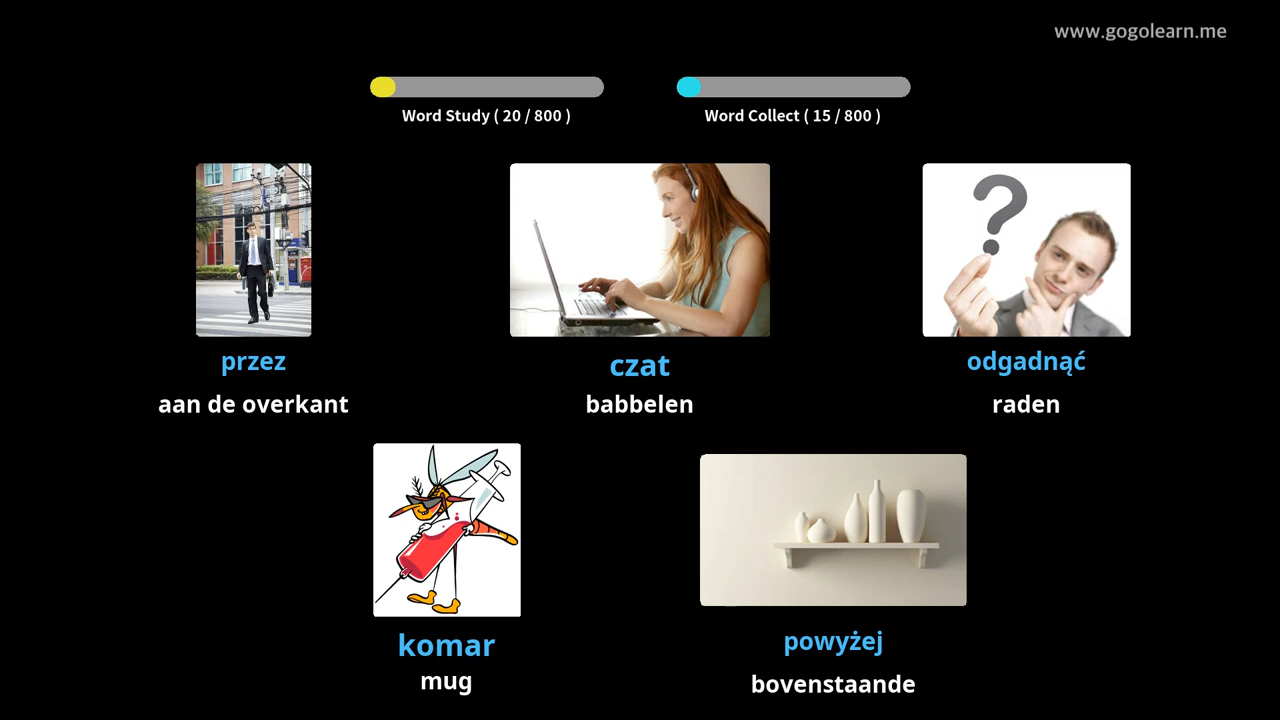 www.gogolearn.me
Word Study ( 20 / 800 )
Word Collect ( 15 / 800 )
przez
czat
odgadnąć
aan de overkant
babbelen
raden
komar
powyżej
mug
bovenstaande